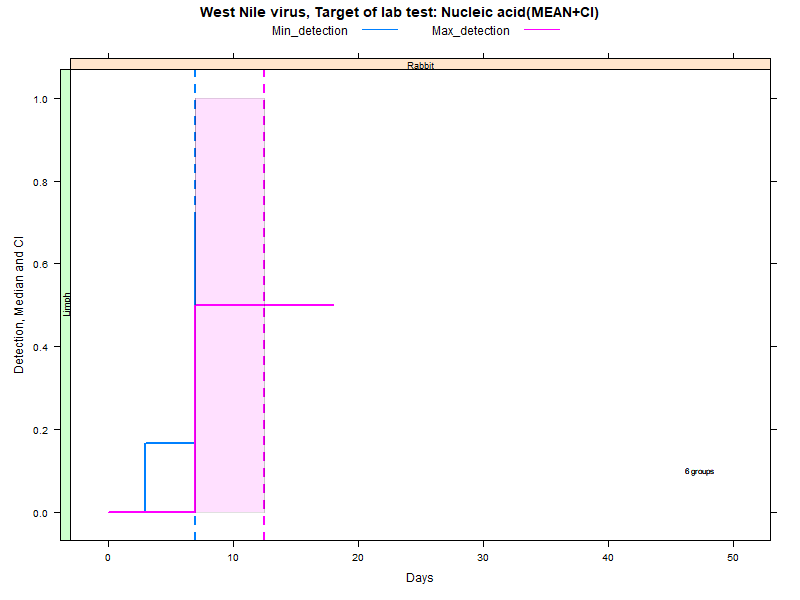 West Nile virus, Target of lab test: Nucleic acid(MEAN+CI)
Min_detection Max_detection
Rabbit
Limph
Detection, Median and CI
1.0
0.8
0.6
0.4
0.2
0.0
6 groups
0 10 20 30 40 50
Days